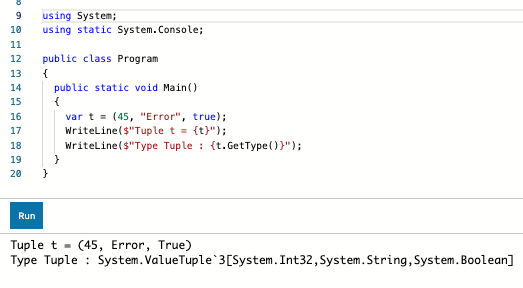 8
9 using System;
10 using static System.Console;
11
12 public class Program
13 {
14 public static void Main()
15 {
16 var t = (45, "Error", true);
17 WriteLine($"Tuple t = {t}");
18 WriteLine($"Type Tuple : {t.GetType()}");
19 }
20 }
Run
Tuple t = (45, Error, True)
Type Tuple : System.ValueTuple`3[System.Int32,System.String,System.Boolean]